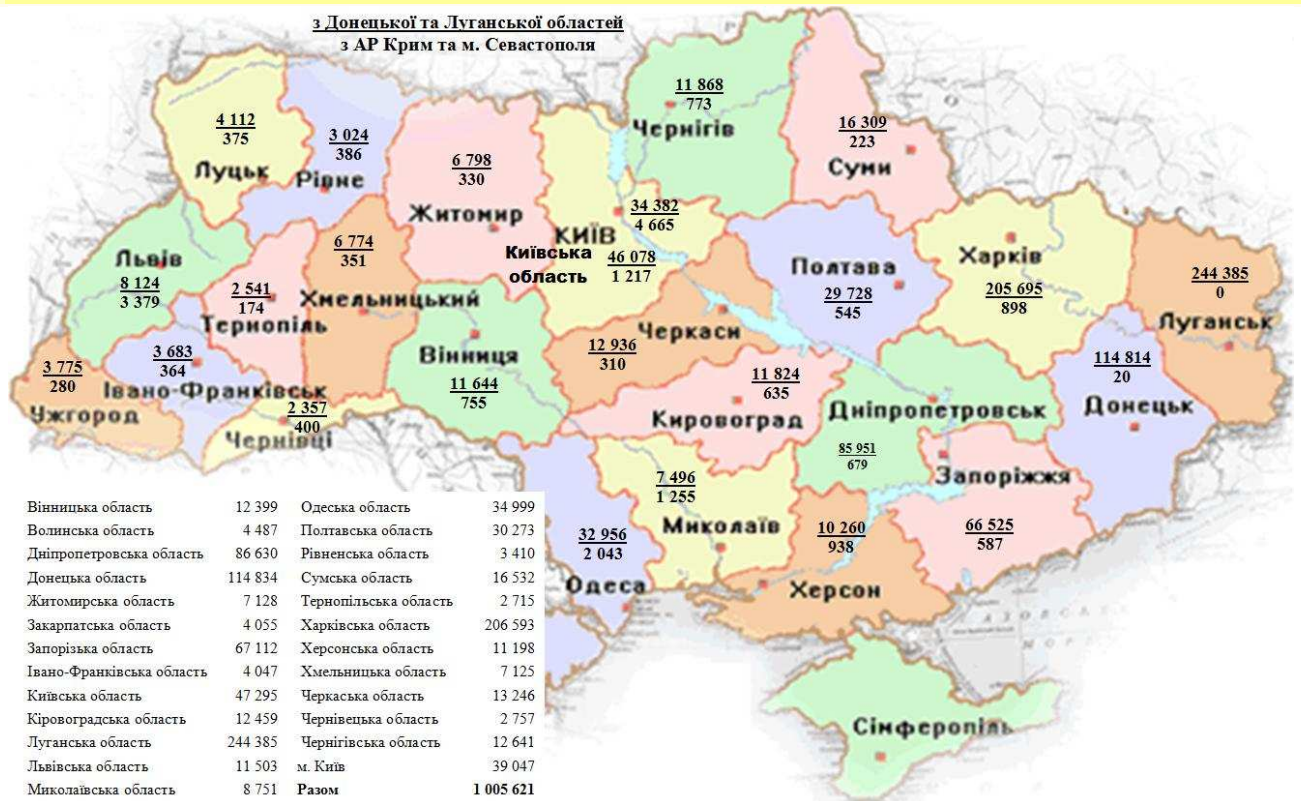 з Донецької та Луганської областей
з АР Крим та м. Севастополя
11 868
773
Чернігів
16 309
223
Суми
4 112
375
Луцьк
3 024
386
Рівне
6 798
330
Житомир
34 382
4 665
КИЇВ
Київська
область
46 078
1 217
Львів
8 124
3 379
6 774
351
Хмельницький
2 541
174
Тернопіль
Полтава
29 728
545
Харків
205 695
898
244 385
0
Луганськ
3 775
280
Ужгород
3 683
364
Івано-Франківськ
2 357
400
Чернівці
Вінниця
11 644
755
Черкаси
12 936
310
11 824
635
Кировоград
Дніпропетровськ
85 951
679
114 814
20
Донецьк
Запоріжжя
66 525
587
7 496
1 255
Миколаїв
32 956
2 043
Одеса
10 260
938
Херсон
АЗОВСЬКЕ
МОРЕ
Сімферопіль
Вінницька область 12 399 Одеська область 34 999
Волинська область 4 487 Полтавська область 30 273
Дніпропетровська область 86 630 Рівненська область 3 410
Донецька область 114 834 Сумська область 16 532
Житомирська область 7 128 Тернопільська область 2 715
Закарпатська область 4 055 Харківська область 206 593
Запорізька область 67 112 Херсонська область 11 198
Івано-Франківська область 4 047 Хмельницька область 7 125
Київська область 47 295 Черкаська область 13 246
Кіровоградська область 12 459 Чернівецька область 2 757
Луганська область 244 385 Чернігівська область 12 641
Львівська область 11 503 м. Київ 39 047
Миколаївська область 8 751 Разом 1 005 621